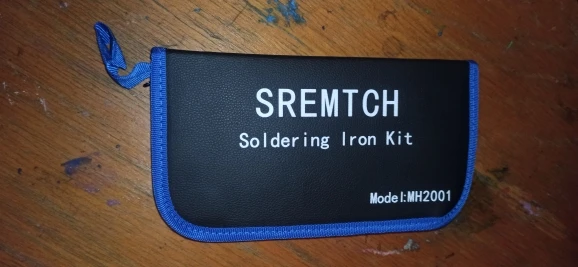 SREMTCH
Soldering Iron Kit
Model:MH2001